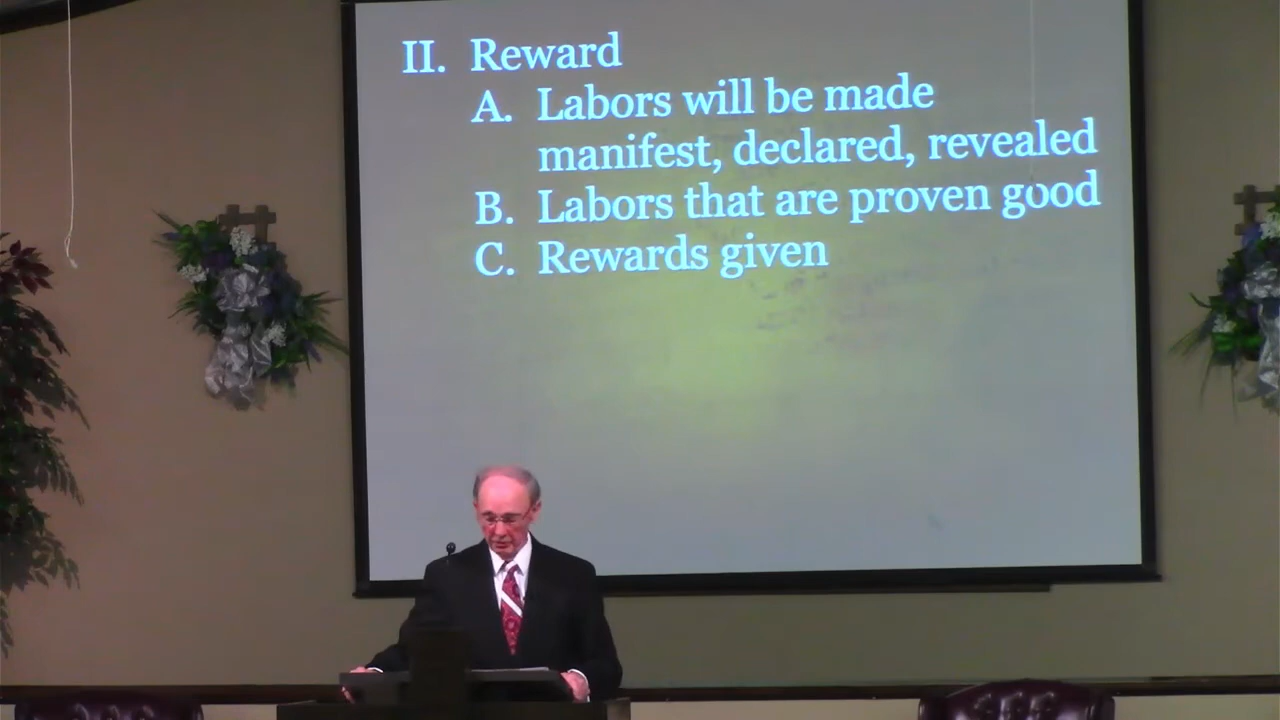 II. Reward
A. Labors will be made
manifest, declared, revealed
B. Labors that are proven good
C. Rewards given